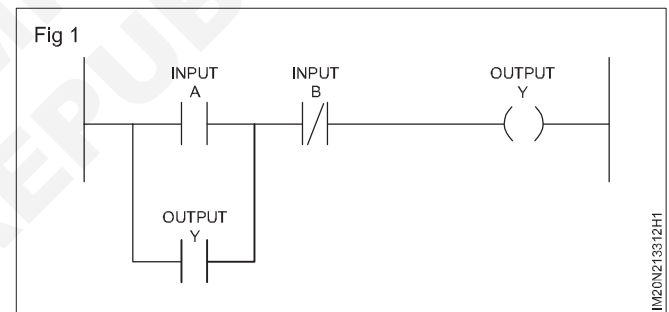 Fig 1
INPUT
A
INPUT
B
OUTPUT
Y
OUTPUT
Y
IM20N213312H1